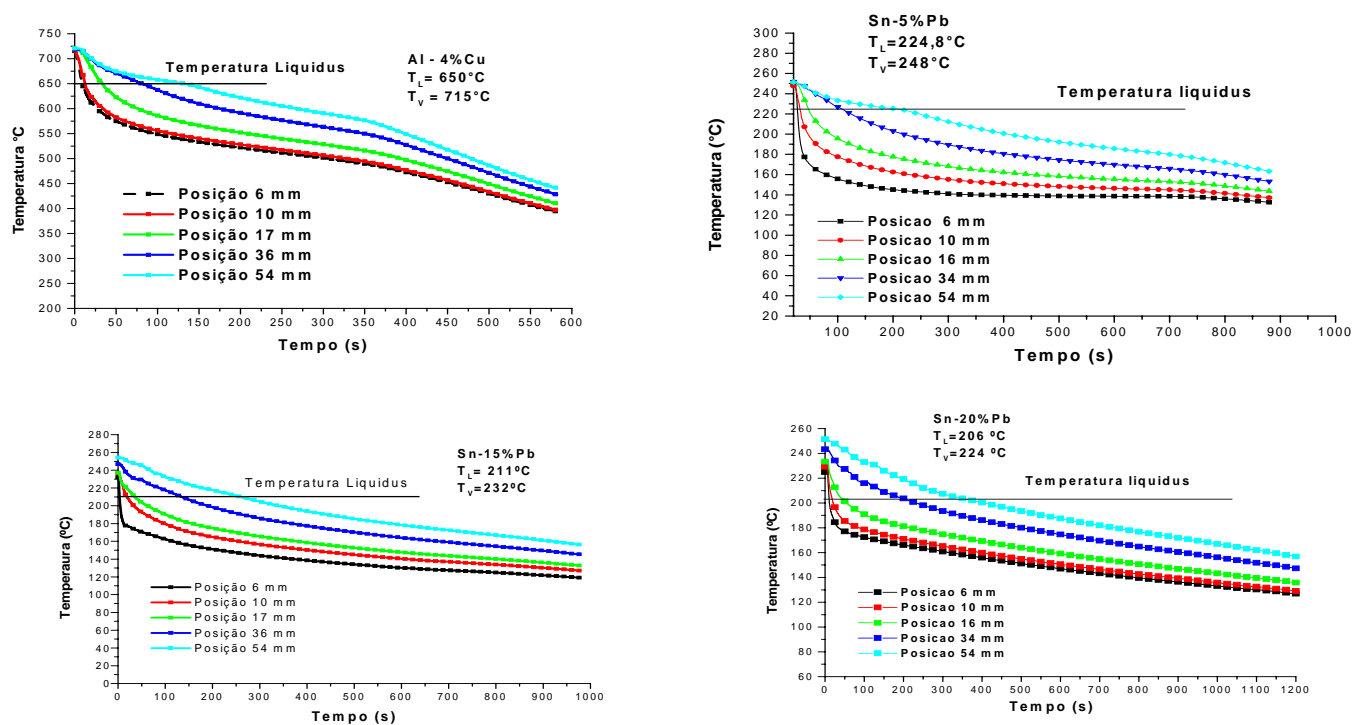 Al - 4%Cu
T_L= 650°C
T_V= 715°C
Temperatura Liquidus
Temperatura ºC
750
700
650
600
550
500
450
400
350
300
250
200
Posição 6 mm
Posição 10 mm
Posição 17 mm
Posição 36 mm
Posição 54 mm
0 50 100 150 200 250 300 350 400 450 500 550 600
Tempo (s)
Sn-5%Pb
T_L=224,8°C
T_V=248°C
Temperatura liquidus
Temperatura (°C)
300
280
260
240
220
200
180
160
140
120
100
80
60
40
20
Posicao 6 mm
Posicao 10 mm
Posicao 16 mm
Posicao 34 mm
Posicao 54 mm
100 200 300 400 500 600 700 800 900 1000
Tempo (s)
Sn-15%Pb
T_L= 211ºC
T_V=232ºC
Temperatura Liquidus
Temperaura (ºC)
280
260
240
220
200
180
160
140
120
100
80
60
40
20
0
Posição 6 mm
Posição 10 mm
Posição 17 mm
Posição 36 mm
Posição 54 mm
0 100 200 300 400 500 600 700 800 900 1000
Tempo (s)
Sn-20%Pb
T_L=206 ºC
T_V=224 ºC
Temperatura liquidus
Temperatura (ºC)
260
240
220
200
180
160
140
120
100
80
60
Posicao 6 mm
Posicao 10 mm
Posicao 16 mm
Posicao 34 mm
Posicao 54 mm
0 100 200 300 400 500 600 700 800 900 1000 1100 1200
Tempo (s)